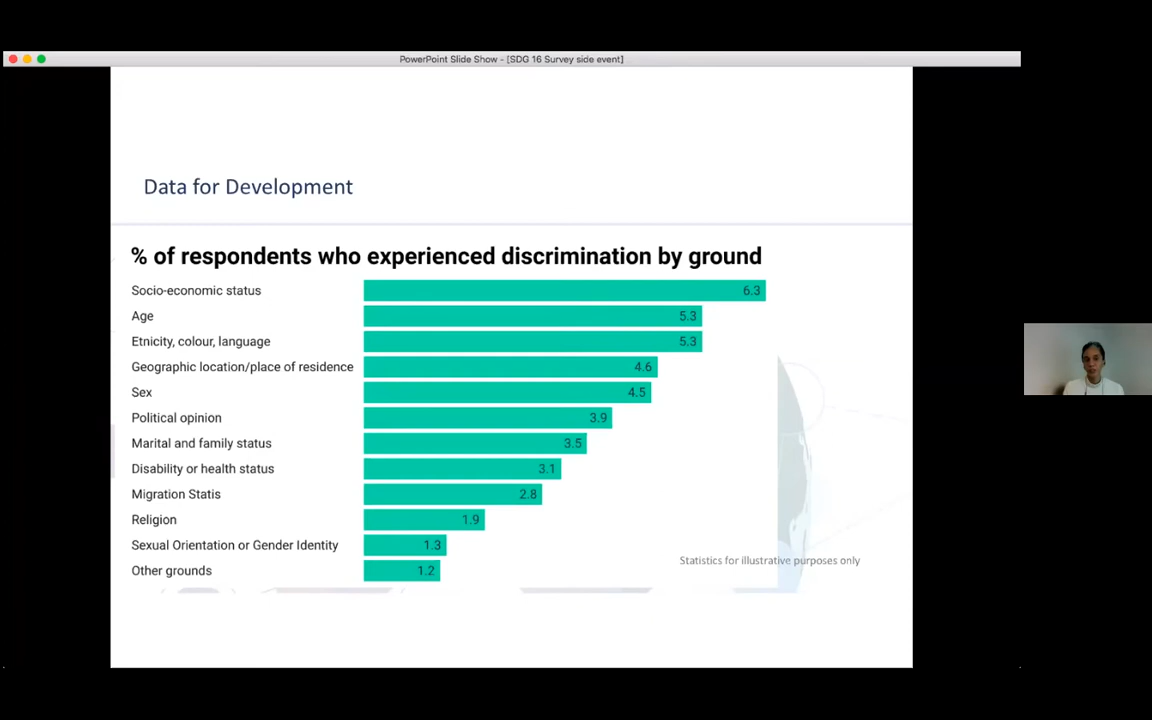 PowerPoint Slide Show - [SDG 16 Survey side event]
Data for Development
% of respondents who experienced discrimination by ground
Socio-economic status 6.3
Age 5.3
Etnicity, colour, language 5.3
Geographic location/place of residence 4.6
Sex 4.5
Political opinion 3.9
Marital and family status 3.5
Disability or health status 3.1
Migration Statis 2.8
Religion 1.9
Sexual Orientation or Gender Identity 1.3
Statistics for illustrative purposes only
Other grounds 1.2